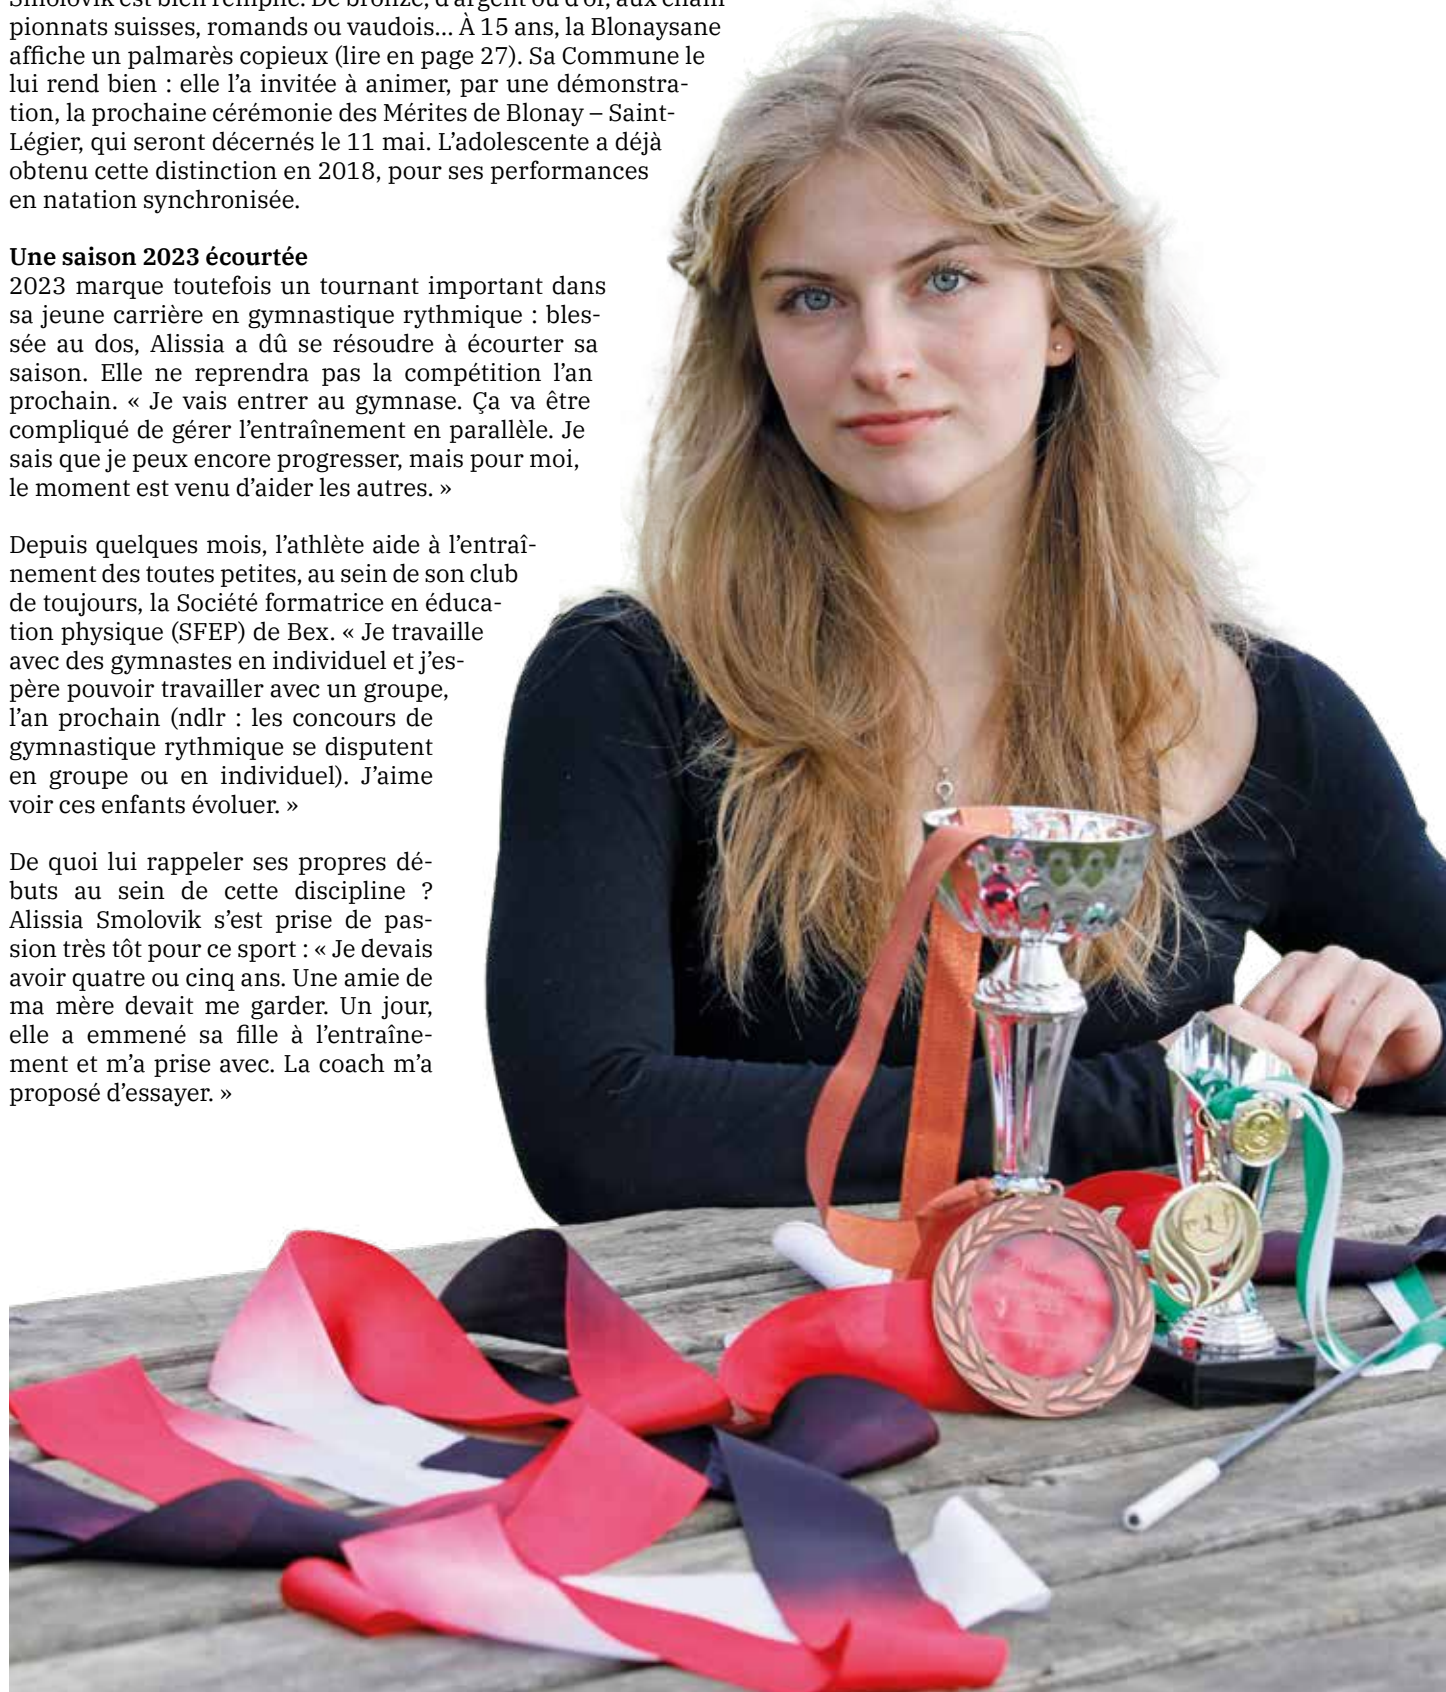 Smolovik est bien remplie. De bronze, d'argent ou d'or, aux cham
pionnats suisses, romands ou vaudois... À 15 ans, la Blonaysane
affiche un palmarès copieux (lire en page 27). Sa Commune le
lui rend bien : elle l'a invitée à animer, par une démonstra-
tion, la prochaine cérémonie des Mérites de Blonay – Saint-
Légier, qui seront décernés le 11 mai. L'adolescente a déjà
obtenu cette distinction en 2018, pour ses performances
en natation synchronisée.
Une saison 2023 écourtée
2023 marque toutefois un tournant important dans
sa jeune carrière en gymnastique rythmique : bles-
sée au dos, Alissia a dû se résoudre à écourter sa
saison. Elle ne reprendra pas la compétition l'an
prochain. « Je vais entrer au gymnase. Ça va être
compliqué de gérer l'entraînement en parallèle. Je
sais que je peux encore progresser, mais pour moi,
le moment est venu d'aider les autres. »
Depuis quelques mois, l'athlète aide à l'entraî-
nement des toutes petites, au sein de son club
de toujours, la Société formatrice en éduca-
tion physique (SFEP) de Bex. « Je travaille
avec des gymnastes en individuel et j'es-
père pouvoir travailler avec un groupe,
l'an prochain (ndlr : les concours de
gymnastique rythmique se disputent
en groupe ou en individuel). J'aime
voir ces enfants évoluer. »
De quoi lui rappeler ses propres dé-
buts au sein de cette discipline ?
Alissia Smolovik s'est prise de pas-
sion très tôt pour ce sport : « Je devais
avoir quatre ou cinq ans. Une amie de
ma mère devait me garder. Un jour,
elle a emmené sa fille à l'entraîne-
ment et m'a prise avec. La coach m'a
proposé d'essayer. »